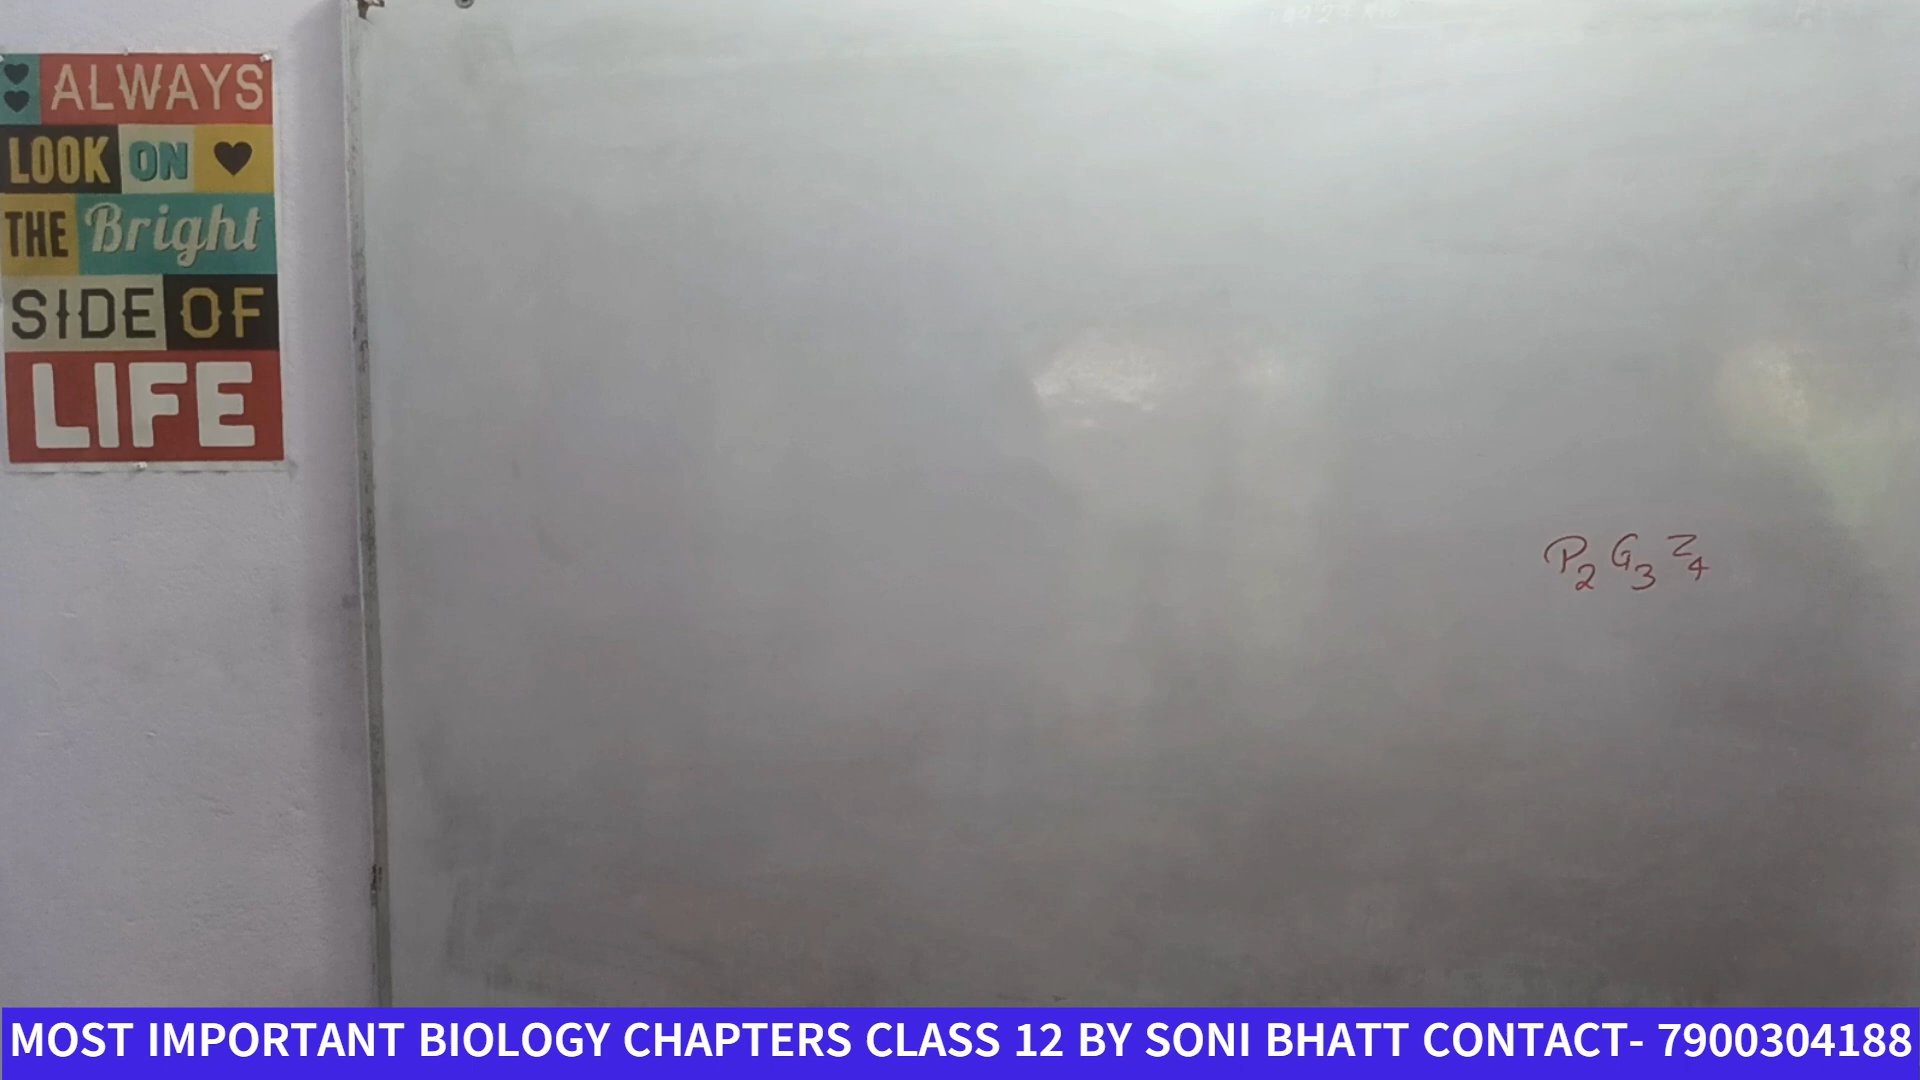 ALWAYS
LOOK ON
THE Bright
SIDE OF
LIFE
P₂ G₃ Z₄
MOST IMPORTANT BIOLOGY CHAPTERS CLASS 12 BY SONI BHATT CONTACT- 7900304188